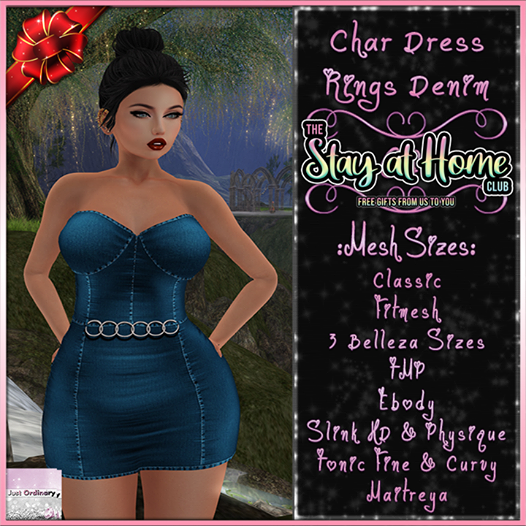 Char Dress
Rings Denim
THE
Stay at Home
CLUB
FREE GIFTS FROM US TO YOU
:Mesh Sizes:
Classic
Fitmesh
3 Belleza Sizes
TMP
Ebody
Slink HD & Physique
Tonic Fine & Curvy
Maitreya
Just Ordinary,